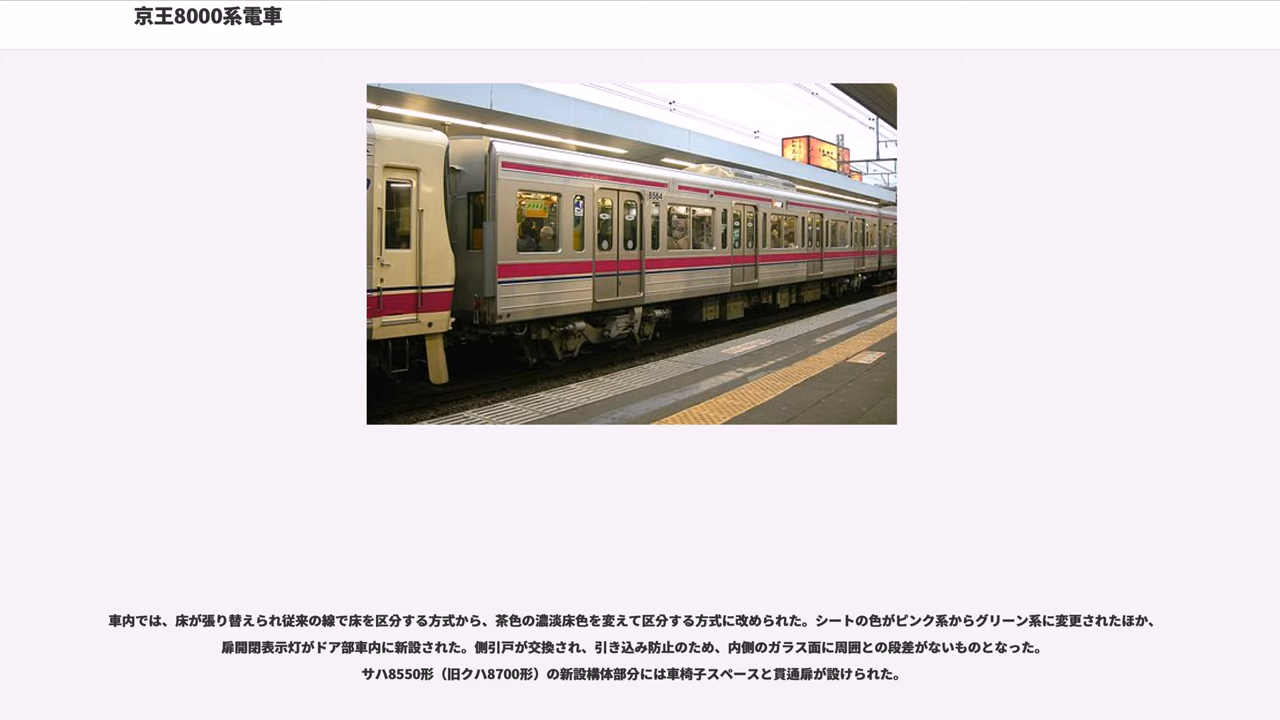 京王8000系電車
8564
車内では、床が張り替えられ従来の線で床を区分する方式から、茶色の濃淡床色を変えて区分する方式に改められた。シートの色がピンク系からグリーン系に変更されたほか、
扉開閉表示灯がドア部車内に新設された。側引戸が交換され、引き込み防止のため、内側のガラス面に周囲との段差がないものとなった。
サハ8550形（旧クハ8700形）の新設構体部分には車椅子スペースと貫通扉が設けられた。